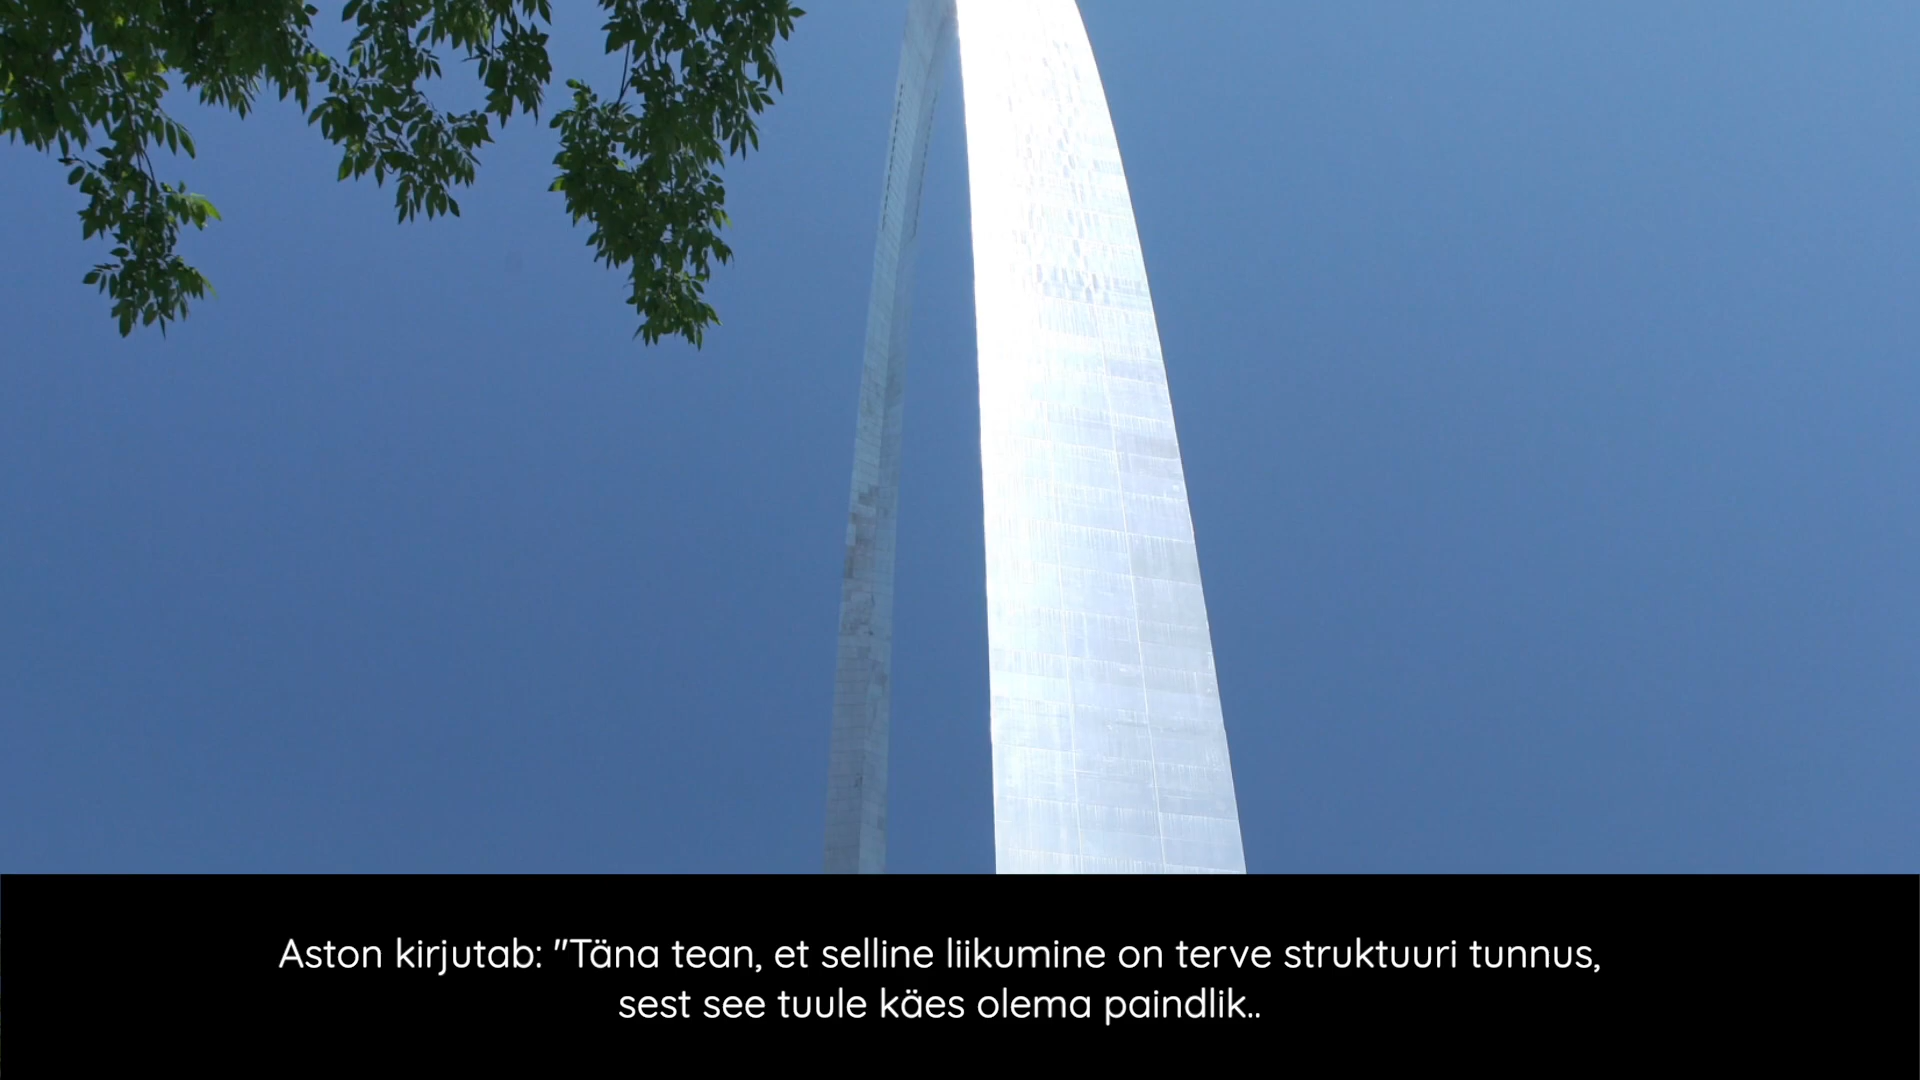 Aston kirjutab: "Täna tean, et selline liikumine on terve struktuuri tunnus,
sest see tuule käes olema paindlik..